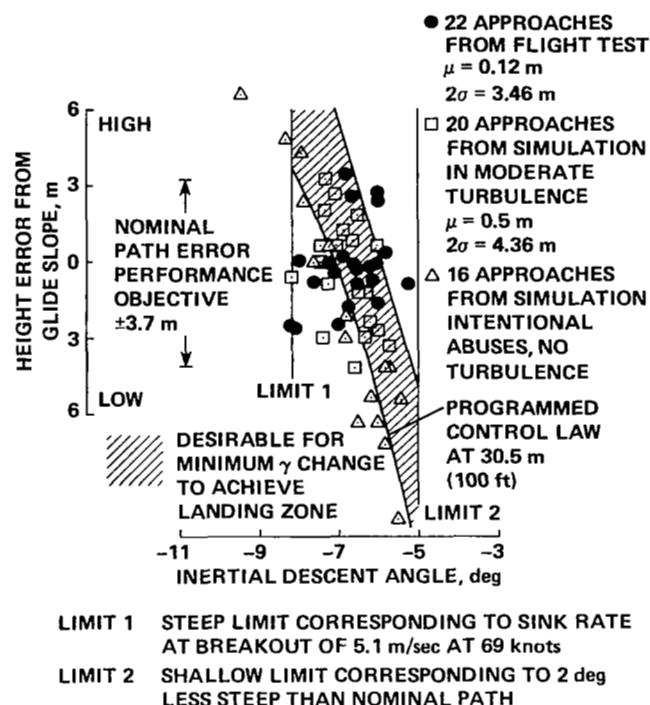 22 APPROACHES
FROM FLIGHT TEST
μ = 0.12 m
2σ = 3.46 m
20 APPROACHES
FROM SIMULATION
IN MODERATE
TURBULENCE
μ = 0.5 m
2σ = 4.36 m
16 APPROACHES
FROM SIMULATION
INTENTIONAL
ABUSES, NO
TURBULENCE
PROGRAMMED
CONTROL LAW
AT 30.5 m
(100 ft)
HEIGHT ERROR FROM
GLIDE SLOPE, m
6
3
0
3
6
HIGH
NOMINAL
PATH ERROR
PERFORMANCE
OBJECTIVE
±3.7 m
LOW
LIMIT 1
DESIRABLE FOR
MINIMUM γ CHANGE
TO ACHIEVE
LANDING ZONE
LIMIT 2
−11 −9 −7 −5 −3
INERTIAL DESCENT ANGLE, deg
LIMIT 1 STEEP LIMIT CORRESPONDING TO SINK RATE
AT BREAKOUT OF 5.1 m/sec AT 69 knots
LIMIT 2 SHALLOW LIMIT CORRESPONDING TO 2 deg
LESS STEEP THAN NOMINAL PATH